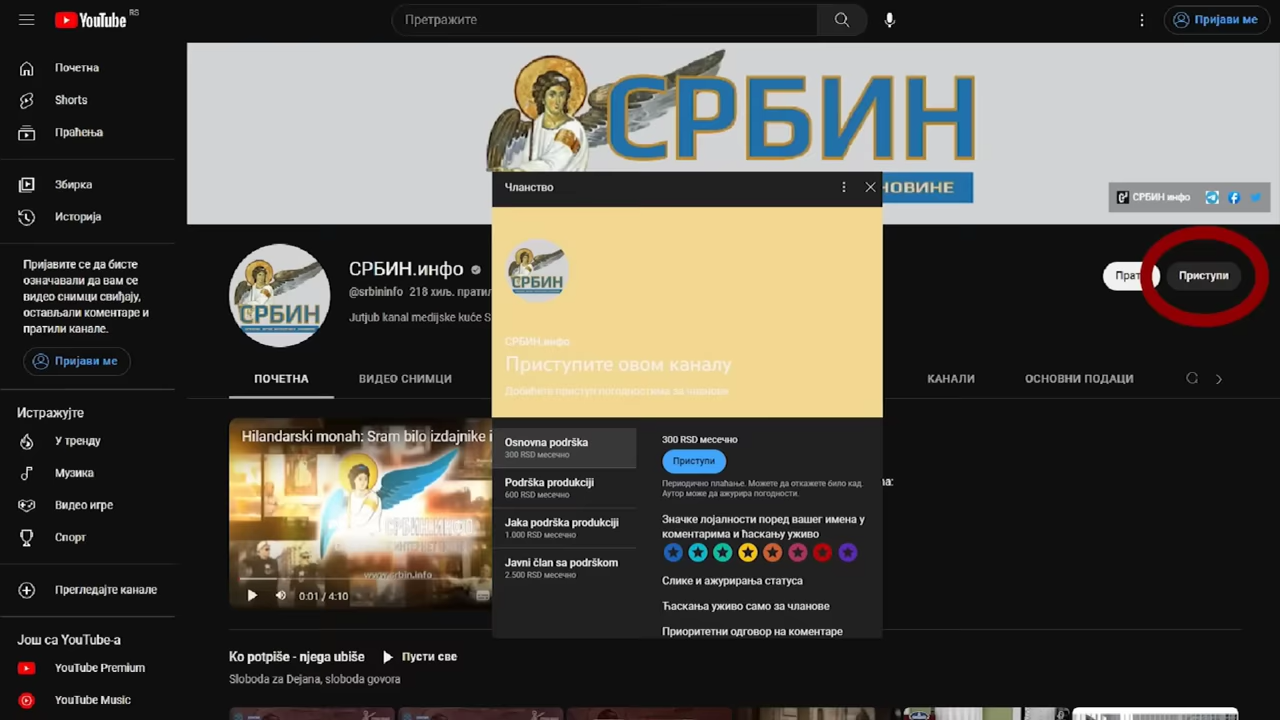 YouTube RS
Претражите
Пријави ме
Почетна
Shorts
Праћења
Збирка
Историја
Пријавите се да бисте
означавали да вам се
видео снимци свиђају,
остављали коментаре и
пратили канале.
Пријави ме
Истражујте
У тренду
Музика
Видео игре
Спорт
Прегледајте канале
Још са YouTube-а
YouTube Premium
YouTube Music
СРБИН
НОВИНЕ
СРБИН инфо
СРБИН
СРБИН.инфо
@srbininfo 218 хиљ. пратил
Jutjub kanal medijske kuće S
Прат
Приступи
ПОЧЕТНА
ВИДЕО СНИМЦИ
КАНАЛИ
ОСНОВНИ ПОДАЦИ
Чланство
СРБИН
СРБИН.инфо
Приступите овом каналу
Добијте приступ погодностима за чланове
Osnovna podrška
300 RSD месечно
Podrška produkciji
600 RSD месечно
Jaka podrška produkciji
1.000 RSD месечно
Javni član sa podrškom
2.500 RSD месечно
300 RSD месечно
Приступи
Периодично плаћање. Можете да откажете било кад.
Аутор може да ажурира погодности.
Значке лојалности поред вашег имена у
коментарима и ћаскању уживо
Слике и ажурирања статуса
Ћаскања уживо само за чланове
Приоритетни одговор на коментаре
Hilandarski monah: Sram bilo izdajnike i
СРБИН.ИНФО
www.srbin.info
0:01 / 4:10
Ko potpiše - njega ubiše
Пусти све
Sloboda za Dejana, sloboda govora